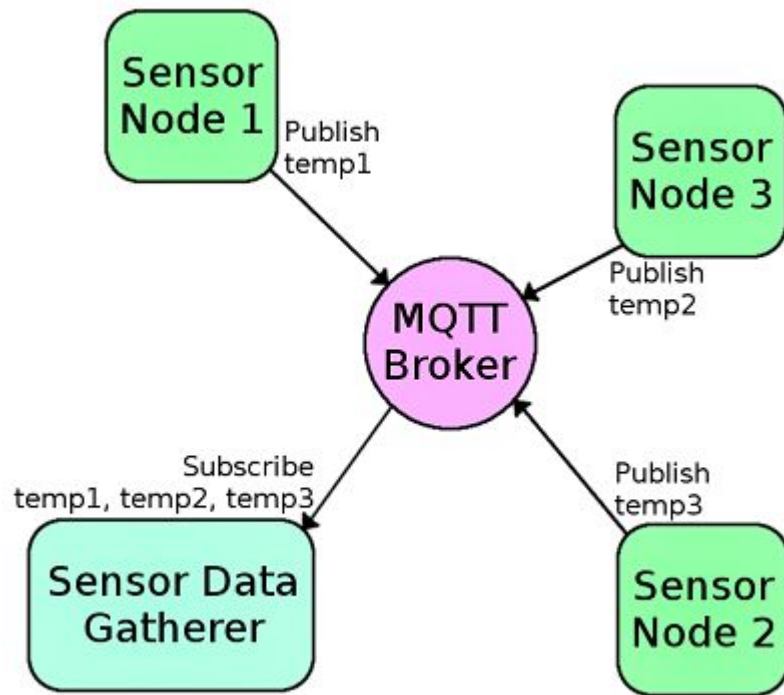 Sensor
Node 1
Publish
temp1
Sensor
Node 3
Publish
temp2
MQTT
Broker
Subscribe
temp1, temp2, temp3
Sensor Data
Gatherer
Publish
temp3
Sensor
Node 2